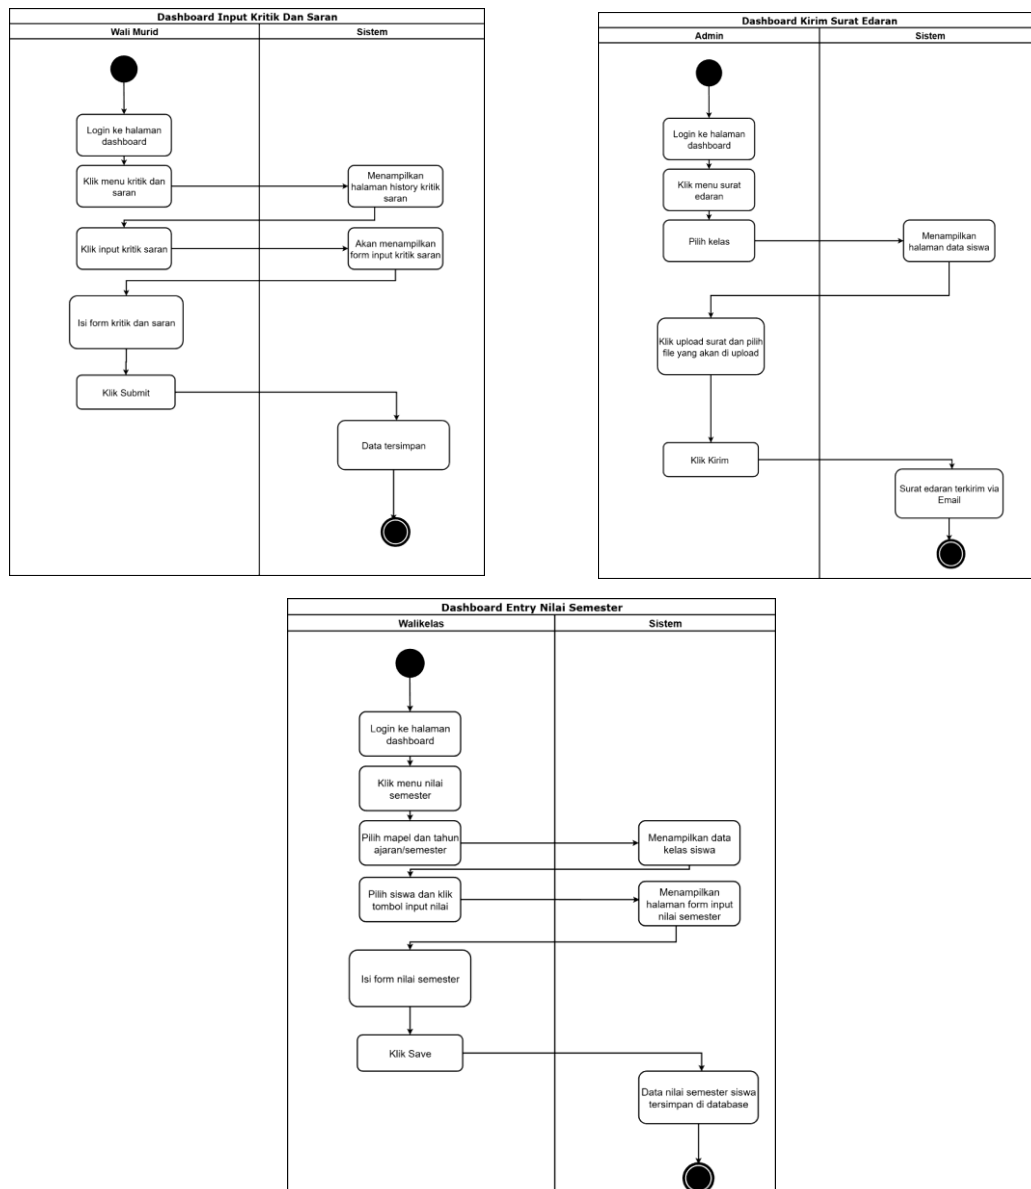 Dashboard Input Kritik Dan Saran
Wali Murid
Sistem
Login ke halaman
dashboard
Klik menu kritik dan
saran
Menampilkan
halaman history kritik
saran
Klik input kritik saran
Akan menampilkan
form input kritik saran
Isi form kritik dan saran
Klik Submit
Data tersimpan
Dashboard Kirim Surat Edaran
Admin
Sistem
Login ke halaman
dashboard
Klik menu surat
edaran
Pilih kelas
Menampilkan
halaman data siswa
Klik upload surat dan pilih
file yang akan di upload
Klik Kirim
Surat edaran terkirim via
Email
Dashboard Entry Nilai Semester
Walikelas
Sistem
Login ke halaman
dashboard
Klik menu nilai
semester
Pilih mapel dan tahun
ajaran/semester
Menampilkan data
kelas siswa
Pilih siswa dan klik
tombol input nilai
Menampilkan
halaman form input
nilai semester
Isi form nilai semester
Klik Save
Data nilai semester siswa
tersimpan di database